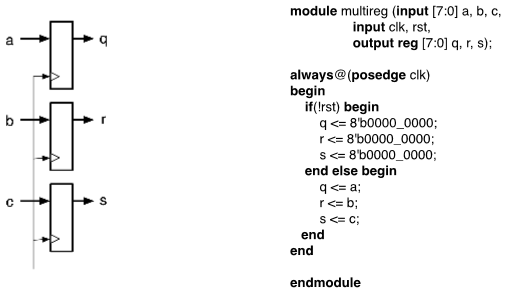 a
q
b
r
c
s
module multireg (input [7:0] a, b, c,
input clk, rst,
output reg [7:0] q, r, s);
always@(posedge clk)
begin
if(!rst) begin
q <= 8'b0000_0000;
r <= 8'b0000_0000;
s <= 8'b0000_0000;
end else begin
q <= a;
r <= b;
s <= c;
end
end
endmodule